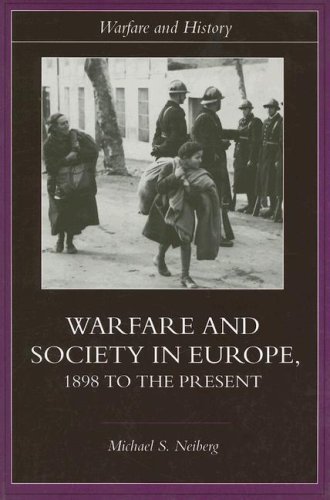 Warfare and History
WARFARE AND
SOCIETY IN EUROPE,
1898 TO THE PRESENT
Michael S. Neiberg